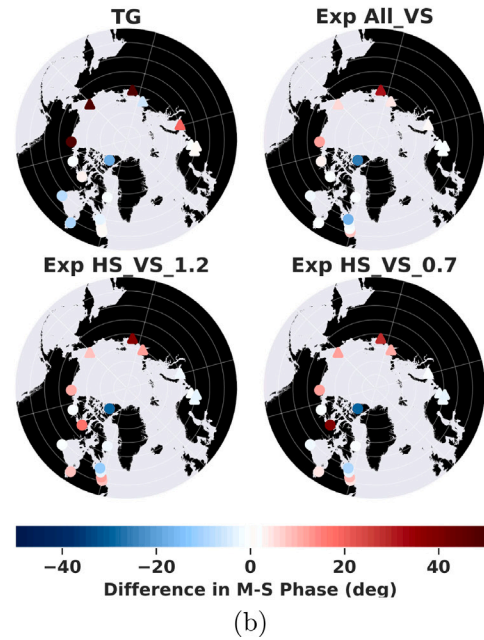 TG Exp All_VS
Exp HS_VS_1.2 Exp HS_VS_0.7
−40 −20 0 20 40
Difference in M-S Phase (deg)
(b)